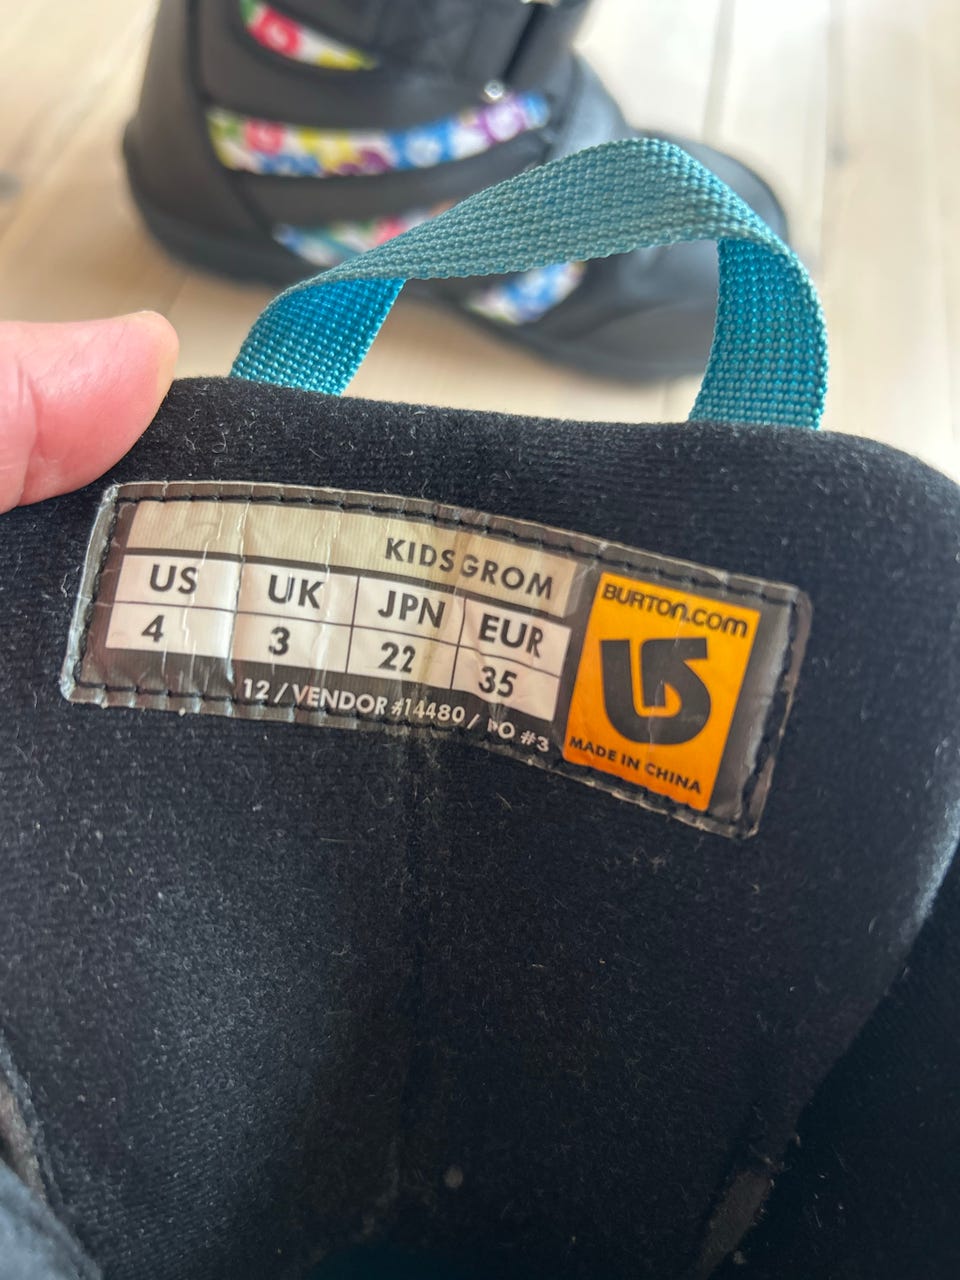 KIDS GROM
US UK JPN EUR
4 3 22 35
12 / VENDOR #14480 / PO #3
BURTON.COM
MADE IN CHINA